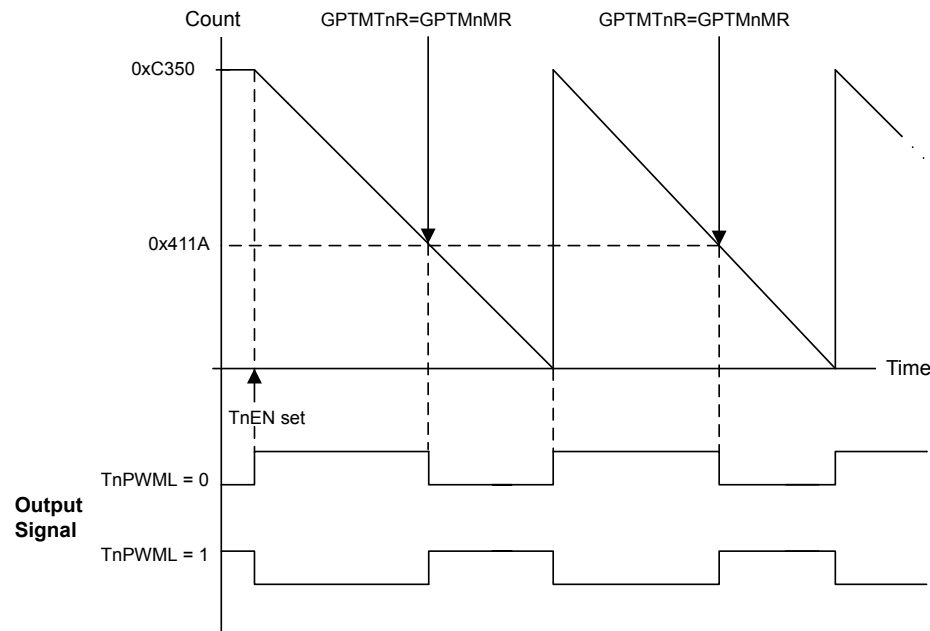 Count
GPTMTnR=GPTMnMR
GPTMTnR=GPTMnMR
0xC350
0x411A
Time
TnEN set
TnPWML = 0
Output
Signal
TnPWML = 1